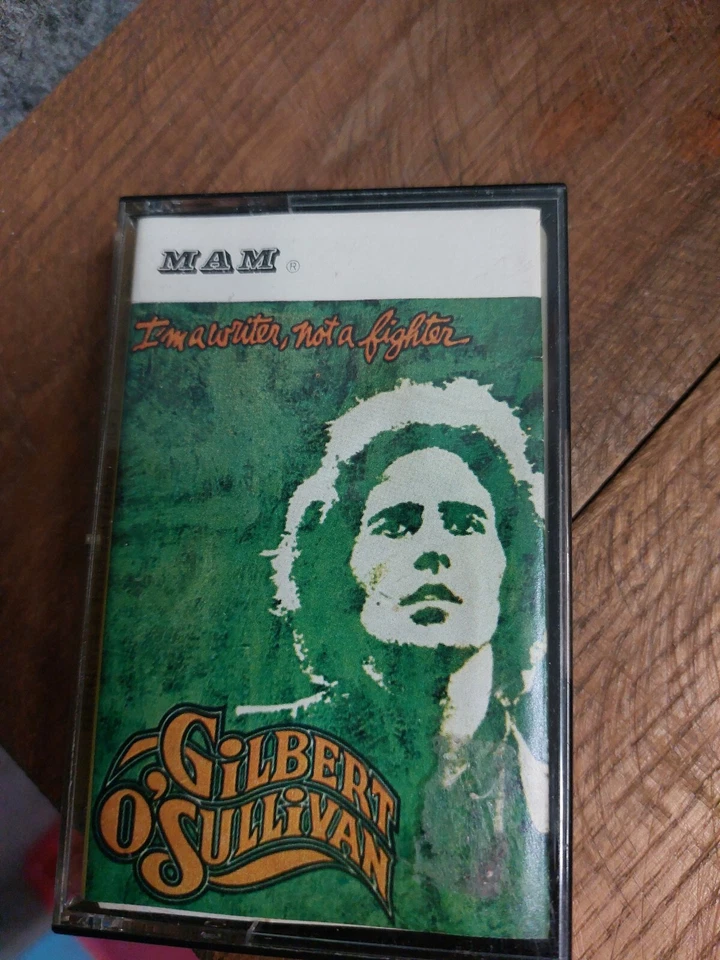 MAM ®
I'm a writer, not a fighter
GiLBERT
O'SULLiVAN